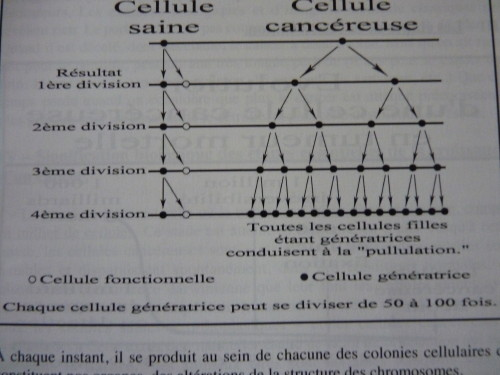 Cellule Cellule
saine cancéreuse
Résultat
1ère division
2ème division
3ème division
4ème division
Toutes les cellules filles
étant génératrices
conduisent à la "pullulation."
Cellule fonctionnelle
Cellule génératrice
Chaque cellule génératrice peut se diviser de 50 à 100 fois.
A chaque instant, il se produit au sein de chacune des colonies cellulaires
des altérations de la structure des chromosomes.